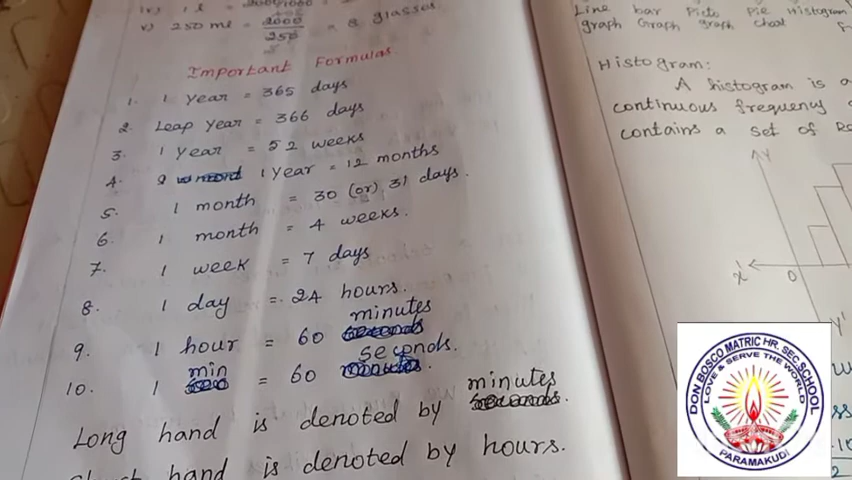 v) 250 ml = 2000/250 = 8 glasses
Important Formulas
1. 1 year = 365 days
2. Leap year = 366 days
3. 1 year = 52 weeks
4. 1 year = 12 months
5. 1 month = 30 (or) 31 days.
6. 1 month = 4 weeks.
7. 1 week = 7 days
8. 1 day = 24 hours.
9. 1 hour = 60 minutes
10. 1 min = 60 seconds.
Long hand is denoted by minutes
hand is denoted by hours.
Line bar Picto Pie Histogram
graph Graph graph chat
Histogram:
A histogram is a
continuous frequency
contains a set of
Y
X' 0
Y'
DON BOSCO MATRIC HR. SEC SCHOOL
LOVE & SERVE THE WORLD
PARAMAKUDI